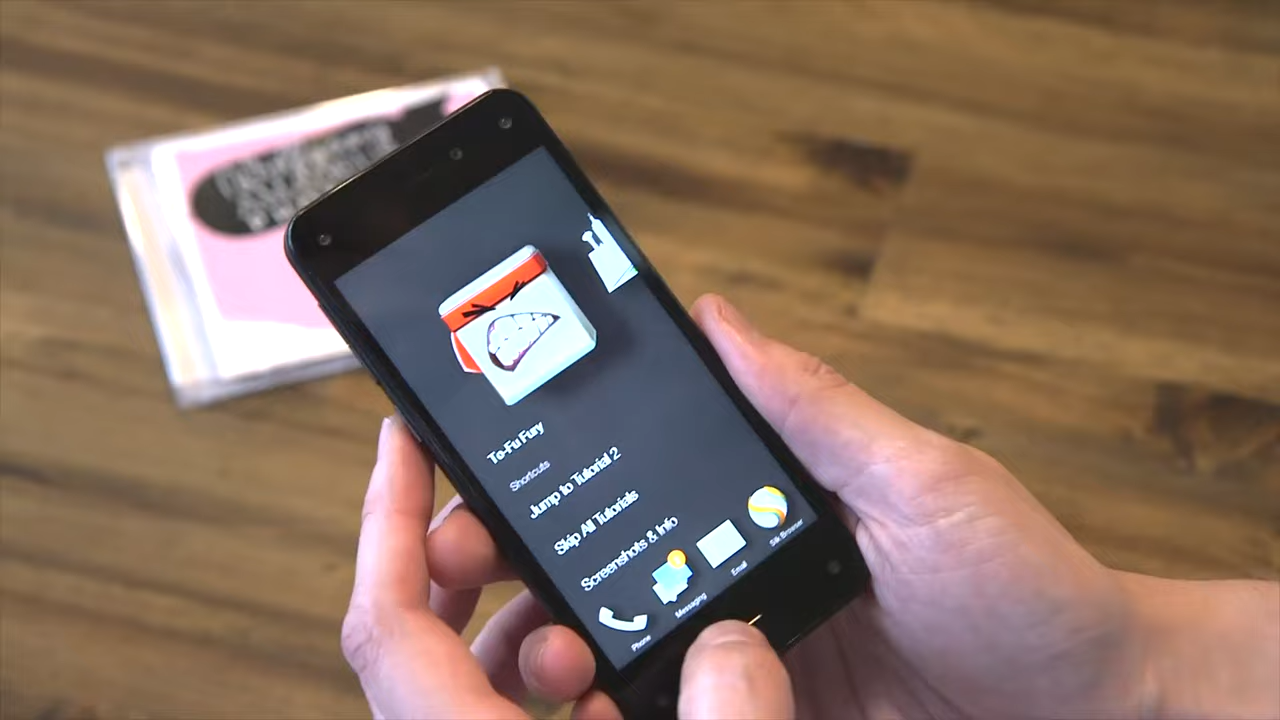 To-Fu Fury
Shortcuts
Jump to Tutorial 2
Skip All Tutorials
Screenshots & Info
Phone
Messaging
Email
Silk Browser